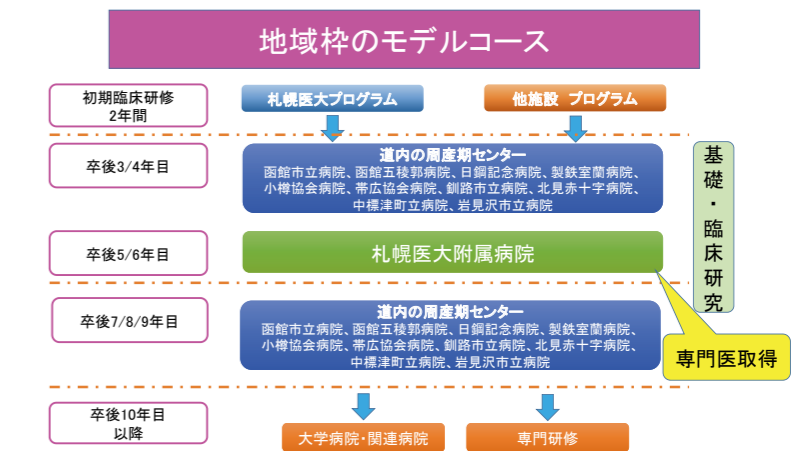 地域枠のモデルコース
初期臨床研修
2年間
札幌医大プログラム
他施設 プログラム
卒後3/4年目
道内の周産期センター
函館市立病院、函館五稜郭病院、日鋼記念病院、製鉄室蘭病院、
小樽協会病院、帯広協会病院、釧路市立病院、北見赤十字病院、
中標津町立病院、岩見沢市立病院
基礎・臨床研究
卒後5/6年目
札幌医大附属病院
専門医取得
卒後7/8/9年目
道内の周産期センター
函館市立病院、函館五稜郭病院、日鋼記念病院、製鉄室蘭病院、
小樽協会病院、帯広協会病院、釧路市立病院、北見赤十字病院、
中標津町立病院、岩見沢市立病院
卒後10年目
以降
大学病院・関連病院
専門研修